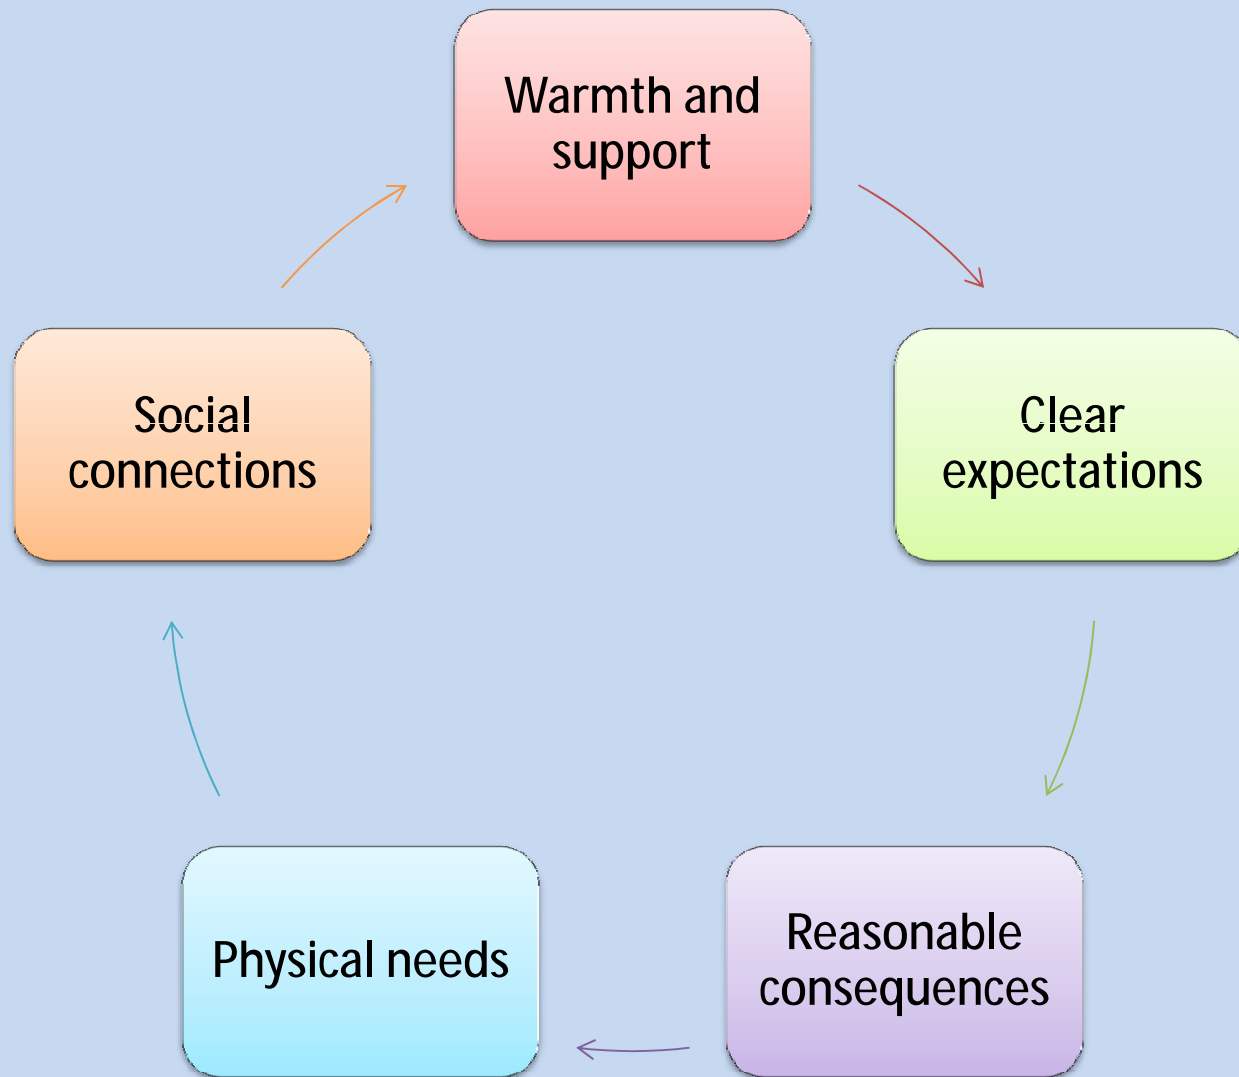 Warmth and
support
Clear
expectations
Reasonable
consequences
Physical needs
Social
connections